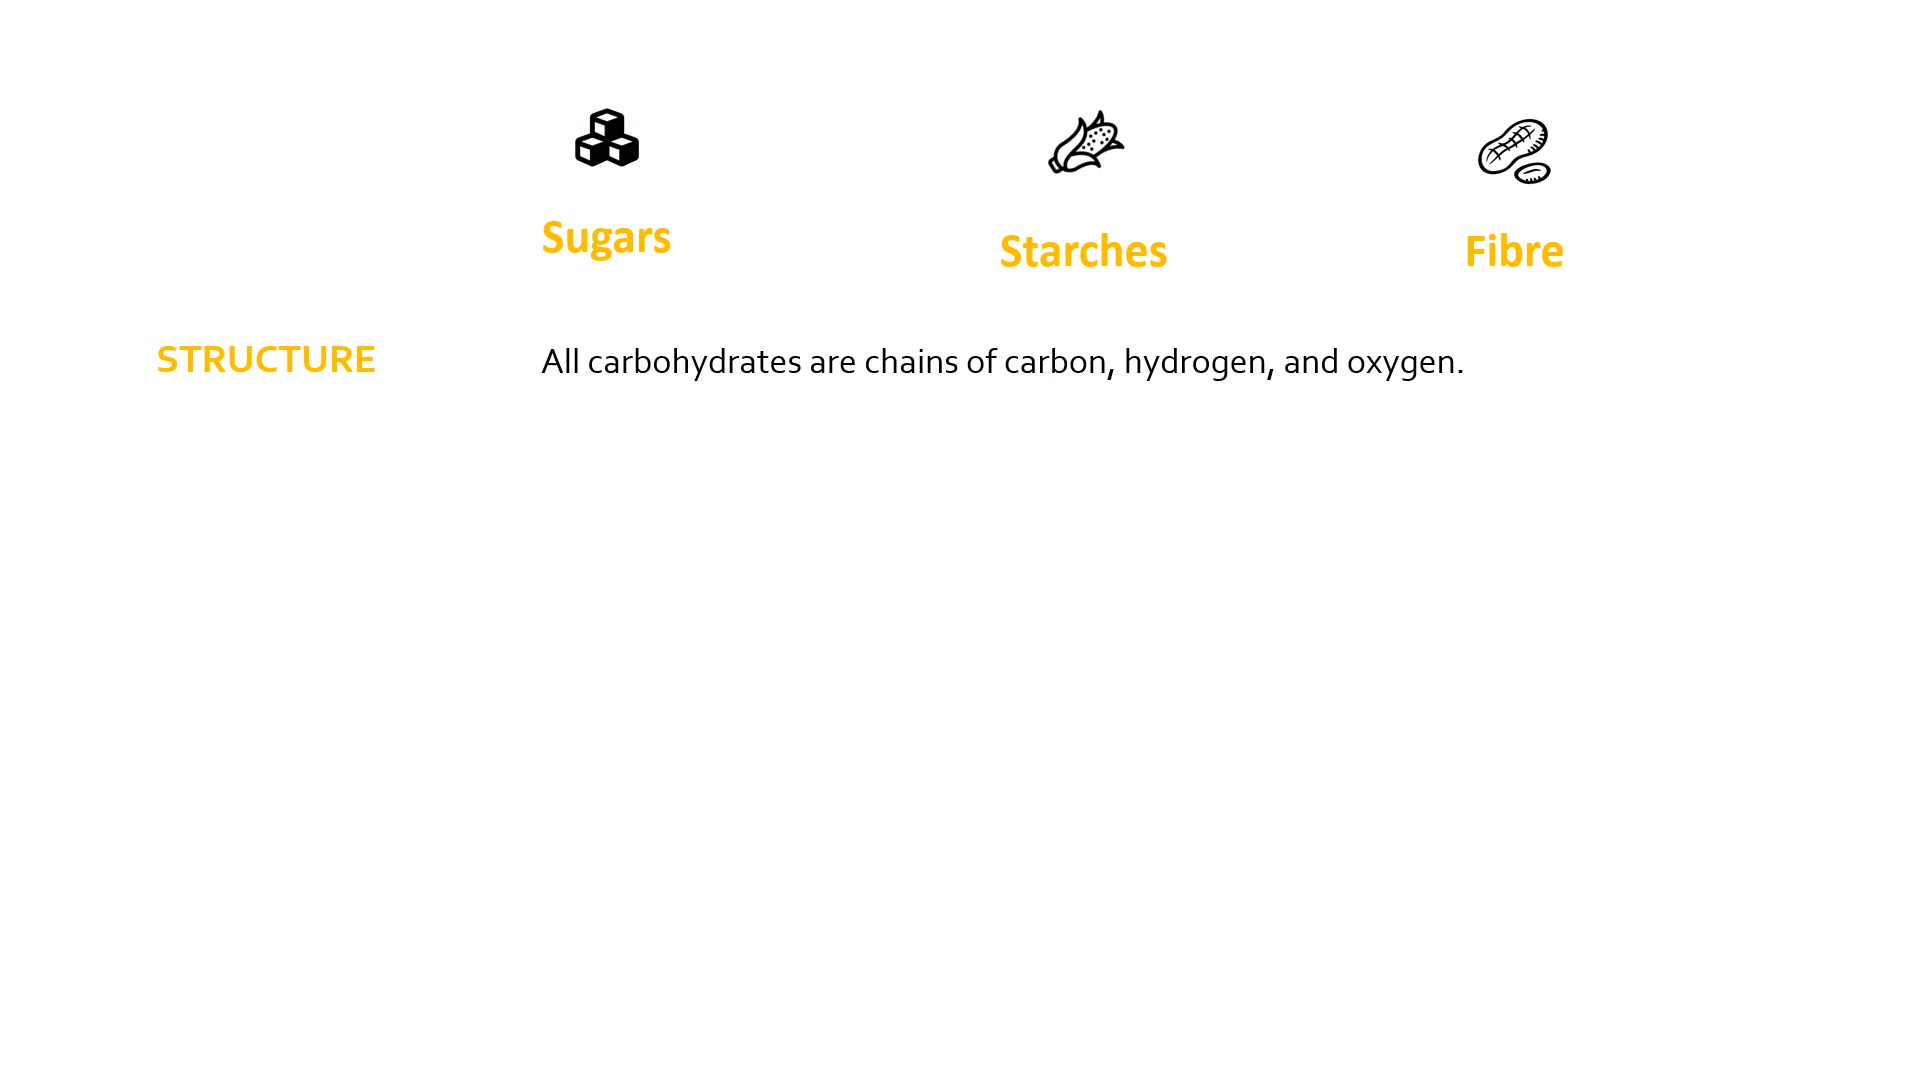 Sugars
Starches
Fibre
STRUCTURE
All carbohydrates are chains of carbon, hydrogen, and oxygen.